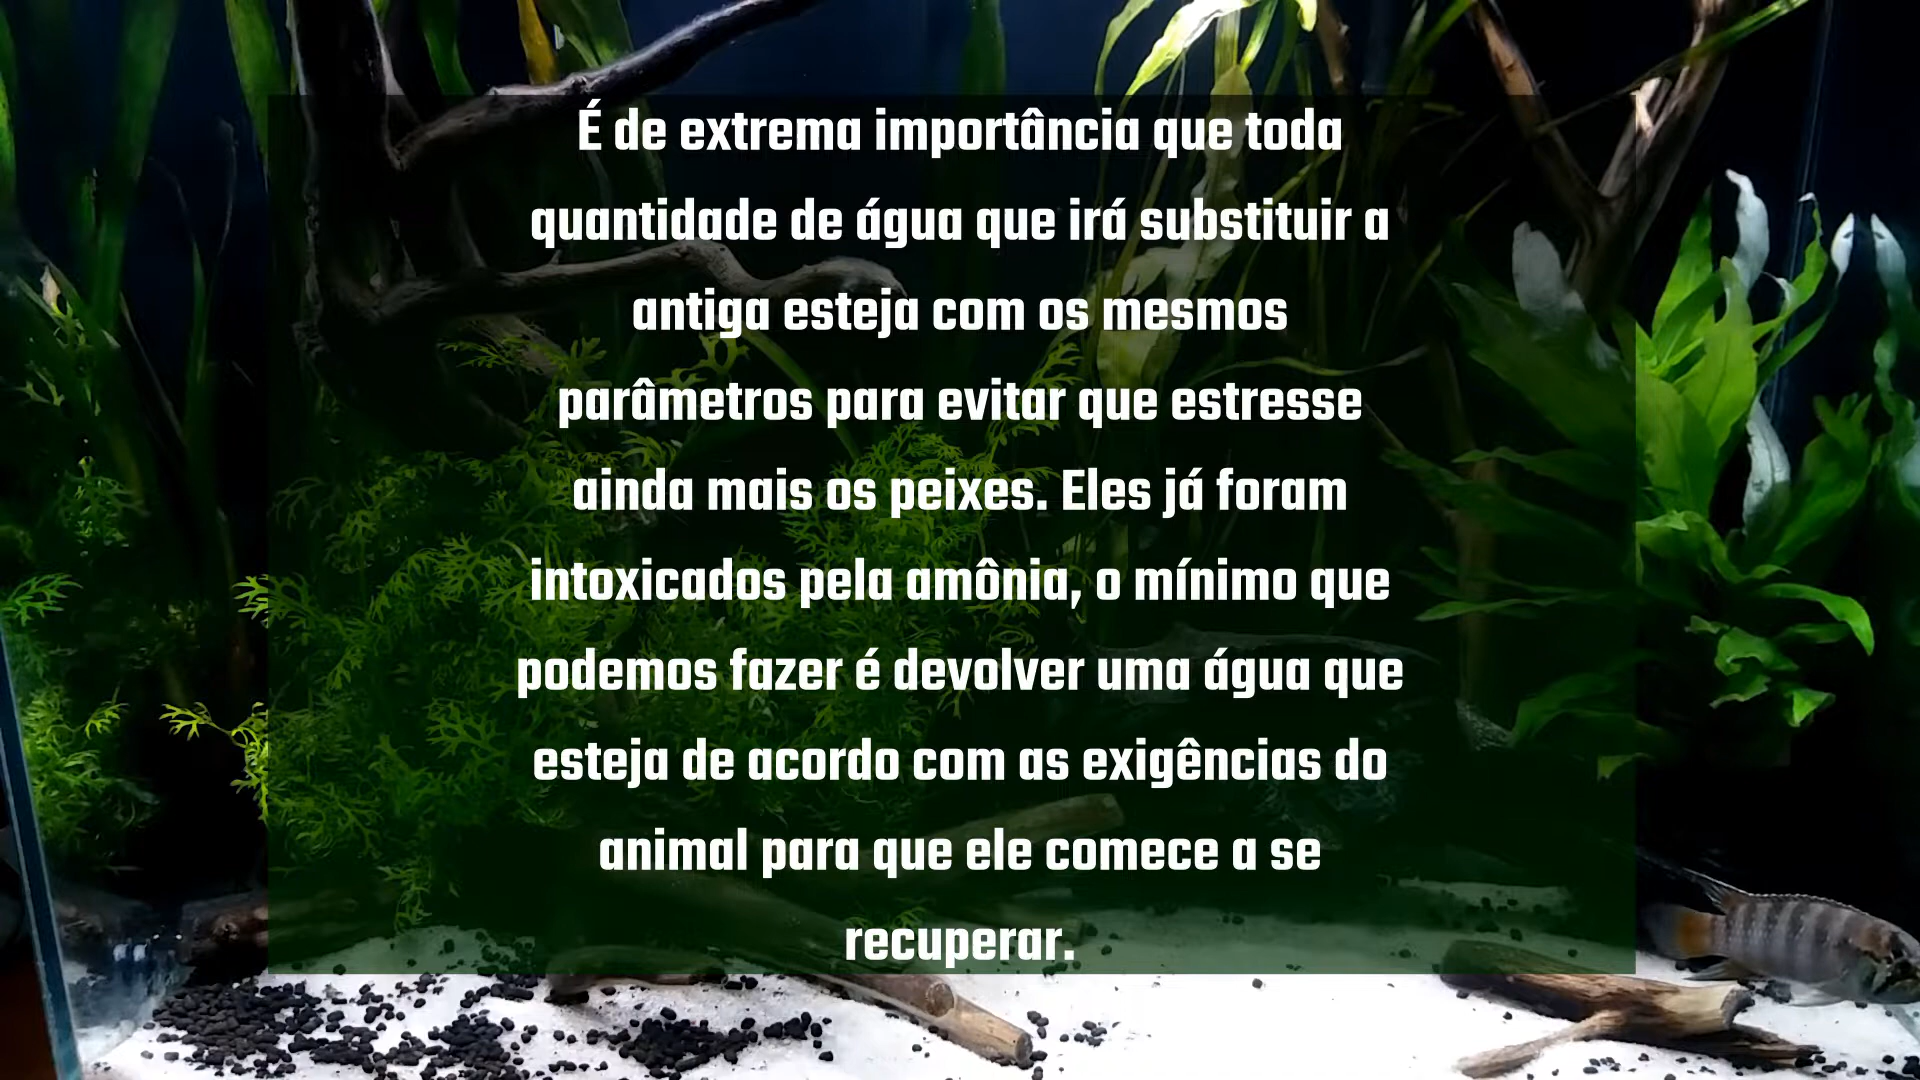 É de extrema importância que toda
quantidade de água que irá substituir a
antiga esteja com os mesmos
parâmetros para evitar que estresse
ainda mais os peixes. Eles já foram
intoxicados pela amônia, o mínimo que
podemos fazer é devolver uma água que
esteja de acordo com as exigências do
animal para que ele comece a se
recuperar.